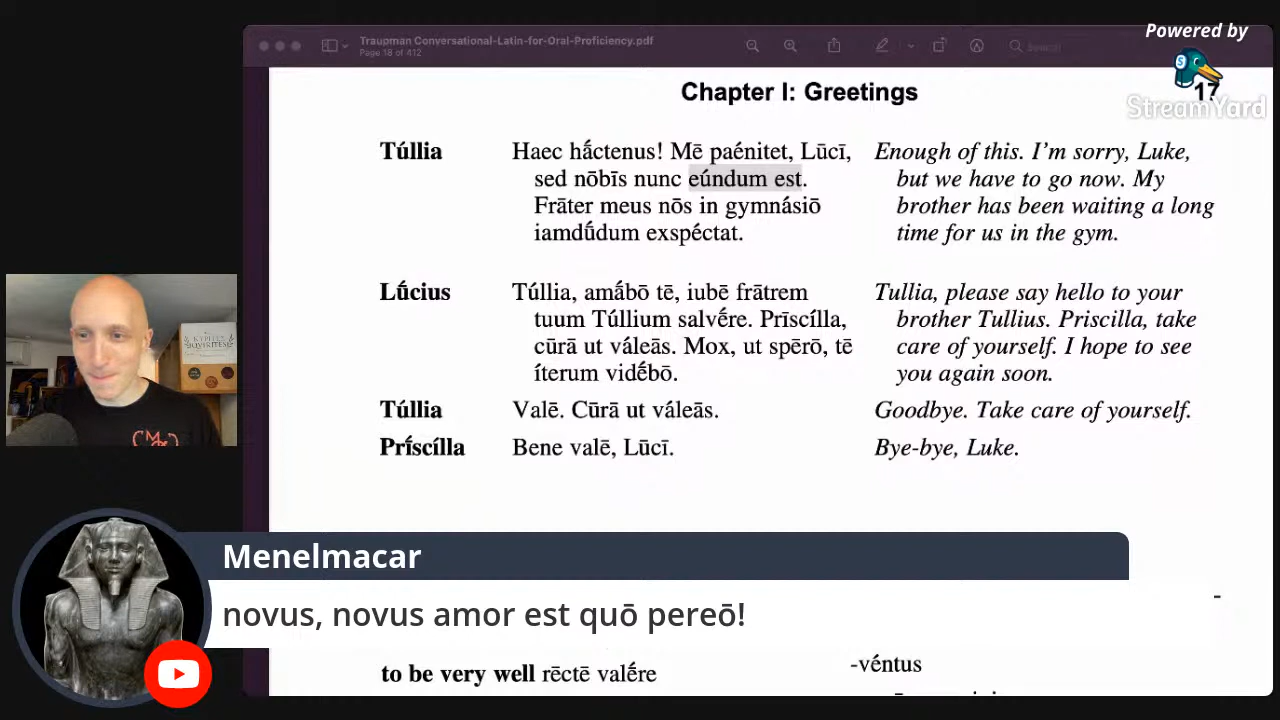 Powered by
StreamYard
Traupman Conversational-Latin-for-Oral-Proficiency.pdf
Page 18 of 412
Search
Chapter I: Greetings
17
Túllia Haec hā́ctenus! Mē paénitet, Lūcī, Enough of this. I'm sorry, Luke,
sed nōbīs nunc eúndum est. but we have to go now. My
Frāter meus nōs in gymnásiō brother has been waiting a long
iamdū́dum exspéctat. time for us in the gym.
Lū́cius Túllia, amā́bō tē, iubē frātrem Tullia, please say hello to your
tuum Túllium salvḗre. Prīscílla, brother Tullius. Priscilla, take
cūrā ut váleās. Mox, ut spērō, tē care of yourself. I hope to see
íterum vidḗbō. you again soon.
Túllia Valē. Cūrā ut váleās. Goodbye. Take care of yourself.
Prī́scílla Bene valē, Lūcī. Bye-bye, Luke.
Menelmacar
novus, novus amor est quō pereō!
to be very well rēctē valḗre
-véntus